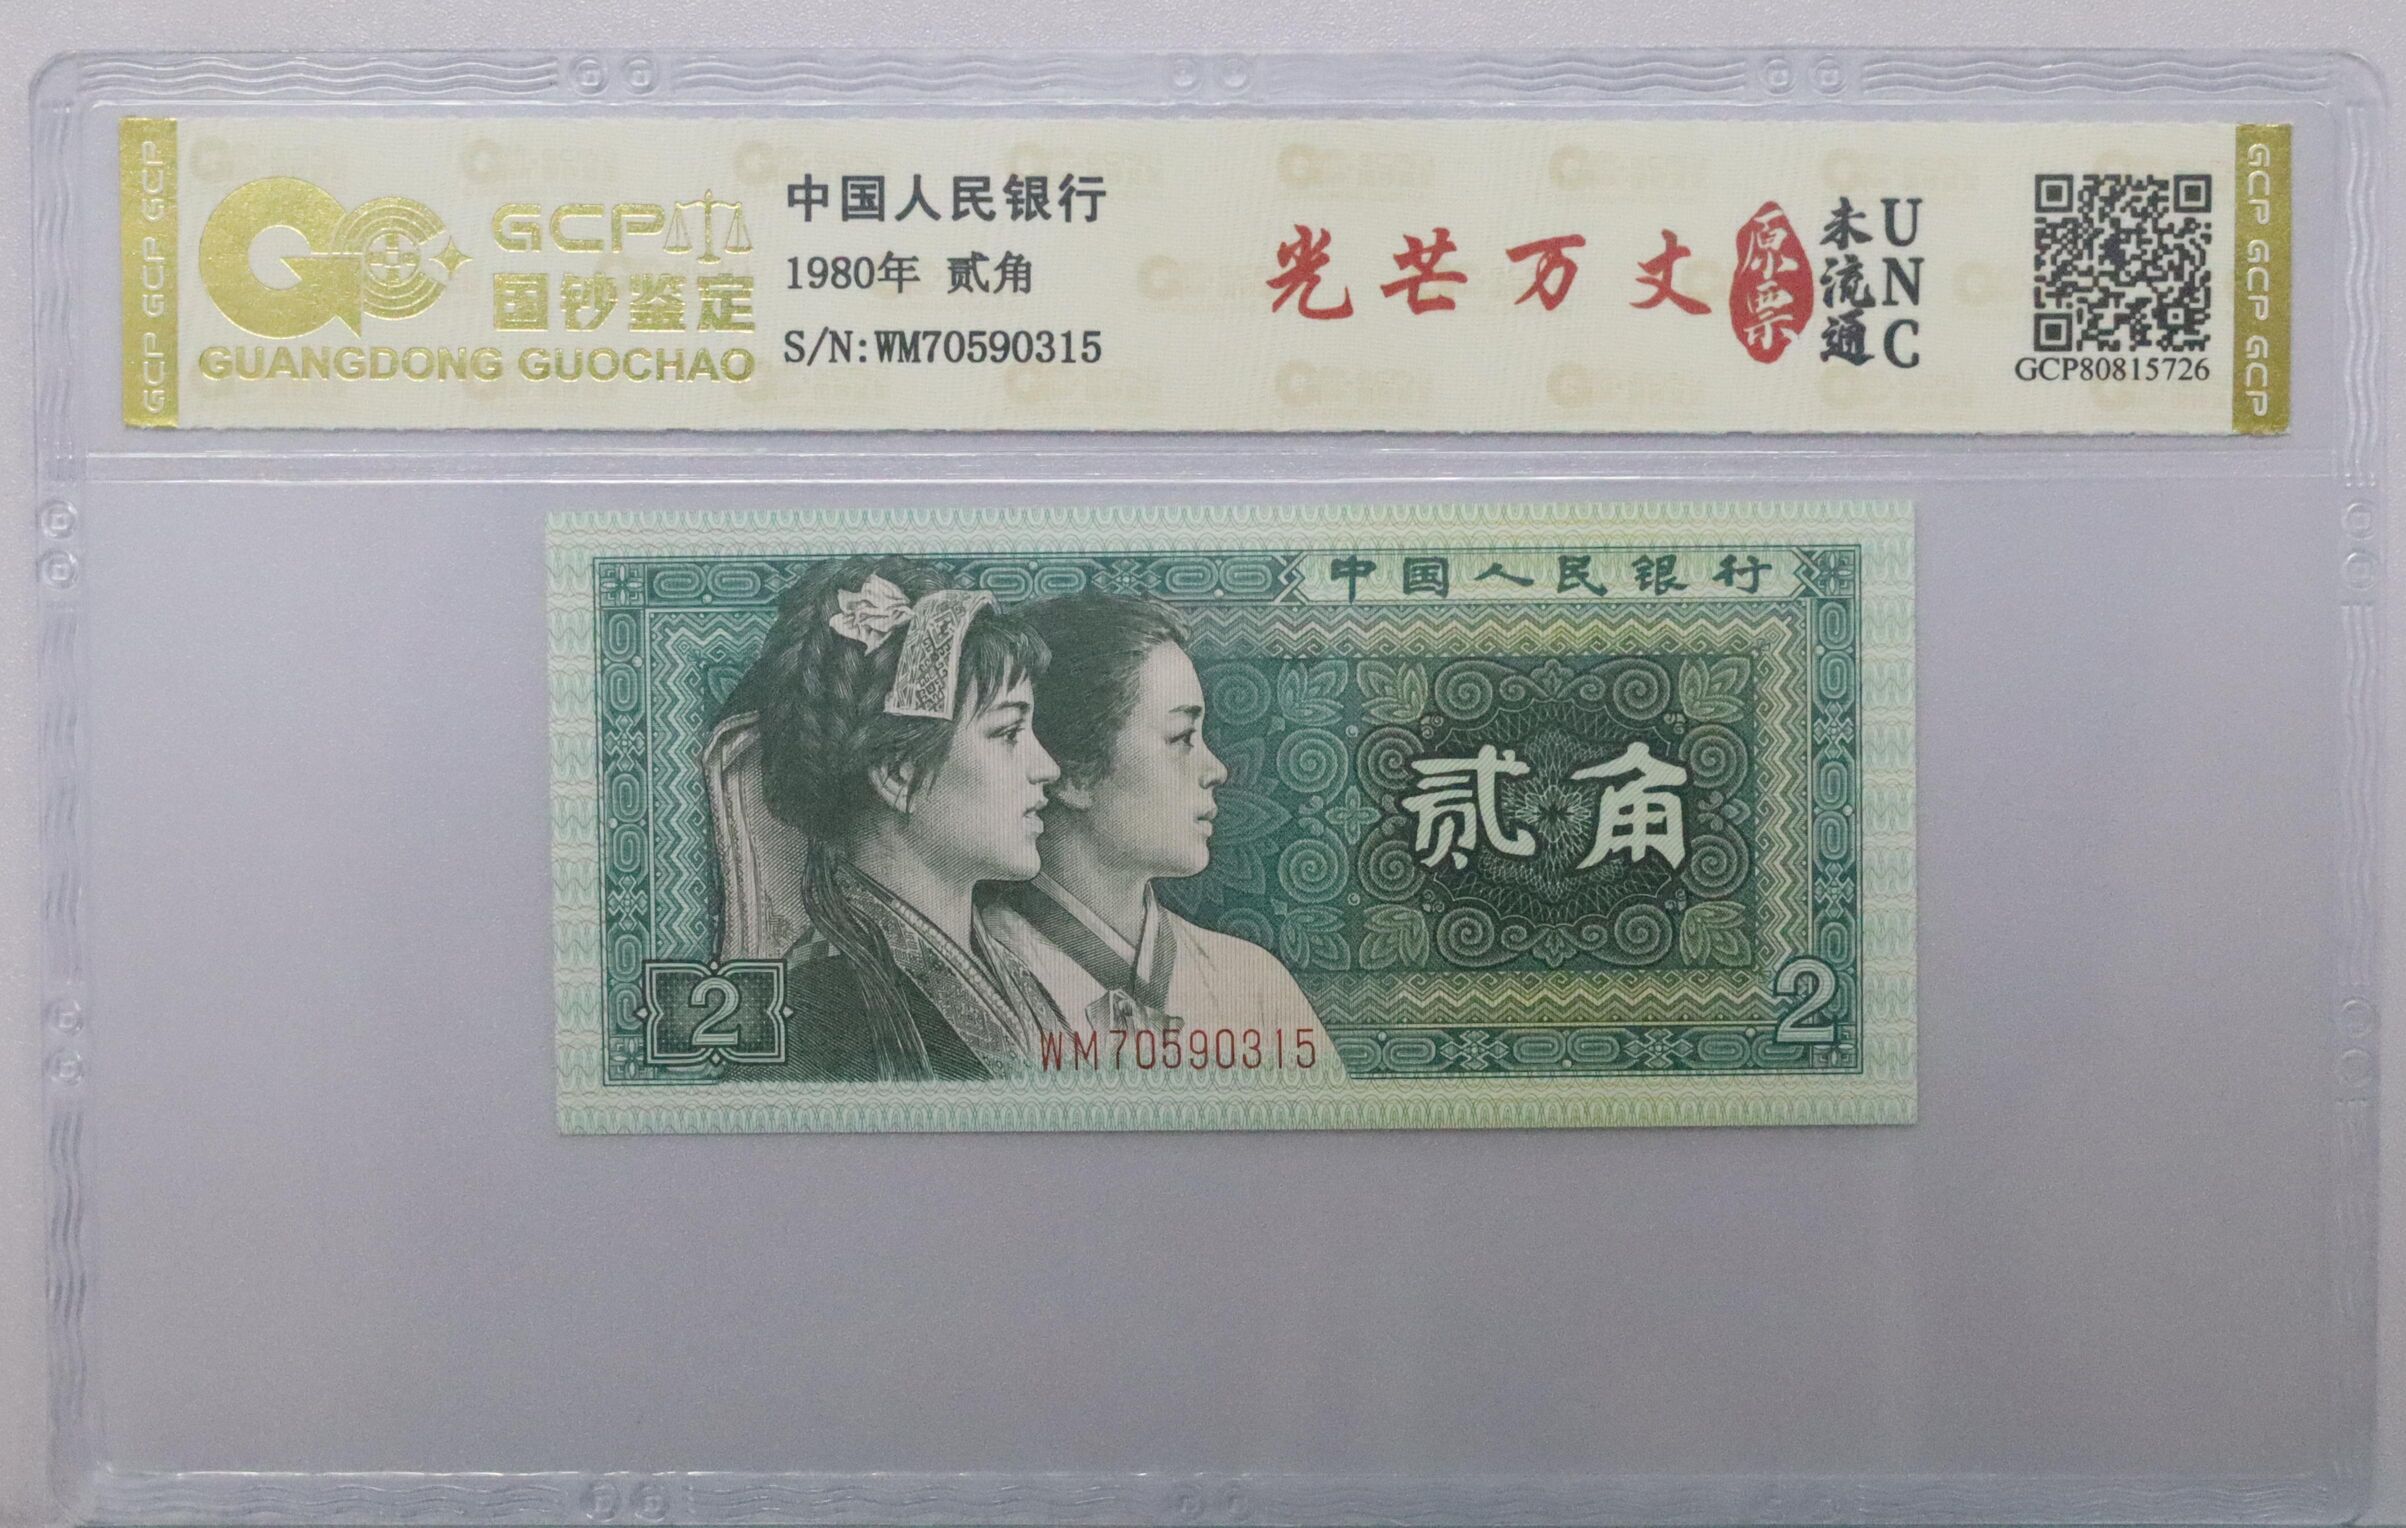 GCP GCP GCP
GCP
国钞鉴定
GUANGDONG GUOCHAO
中国人民银行
1980年 贰角
S/N:WM70590315
光芒万丈
原票
未流通
UNC
GCP80815726
GCP GCP GCP
中国人民银行
贰角
2
2
WM70590315